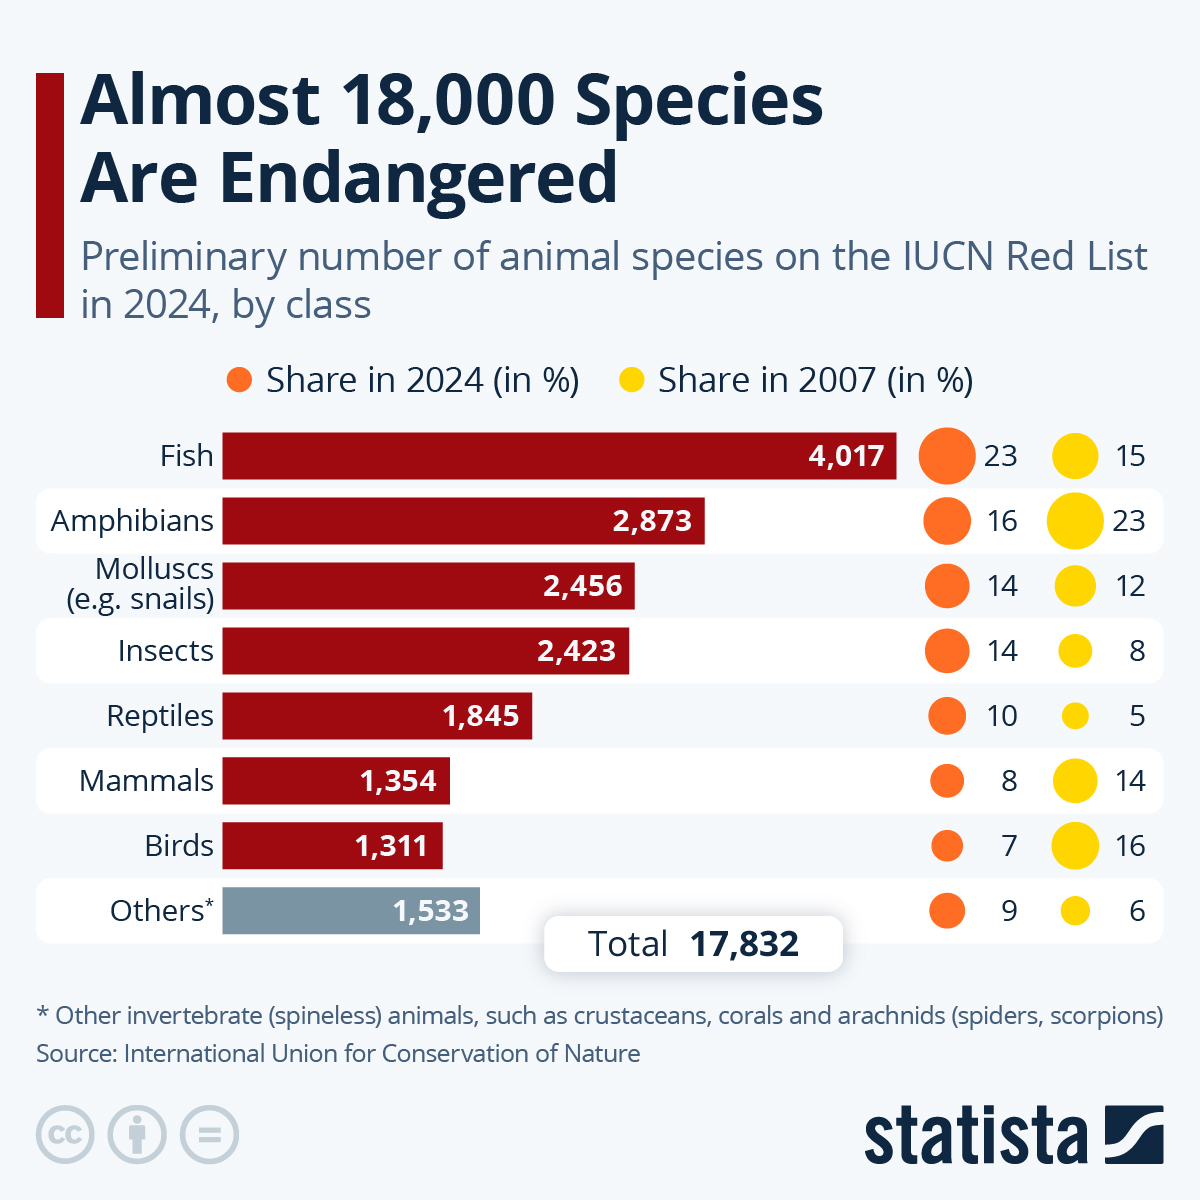 Almost 18,000 Species
Are Endangered
Preliminary number of animal species on the IUCN Red List
in 2024, by class
Share in 2024 (in %) Share in 2007 (in %)
Fish 4,017 23 15
Amphibians 2,873 16 23
Molluscs
(e.g. snails) 2,456 14 12
Insects 2,423 14 8
Reptiles 1,845 10 5
Mammals 1,354 8 14
Birds 1,311 7 16
Others* 1,533 9 6
Total 17,832
* Other invertebrate (spineless) animals, such as crustaceans, corals and arachnids (spiders, scorpions)
Source: International Union for Conservation of Nature
cc = statista